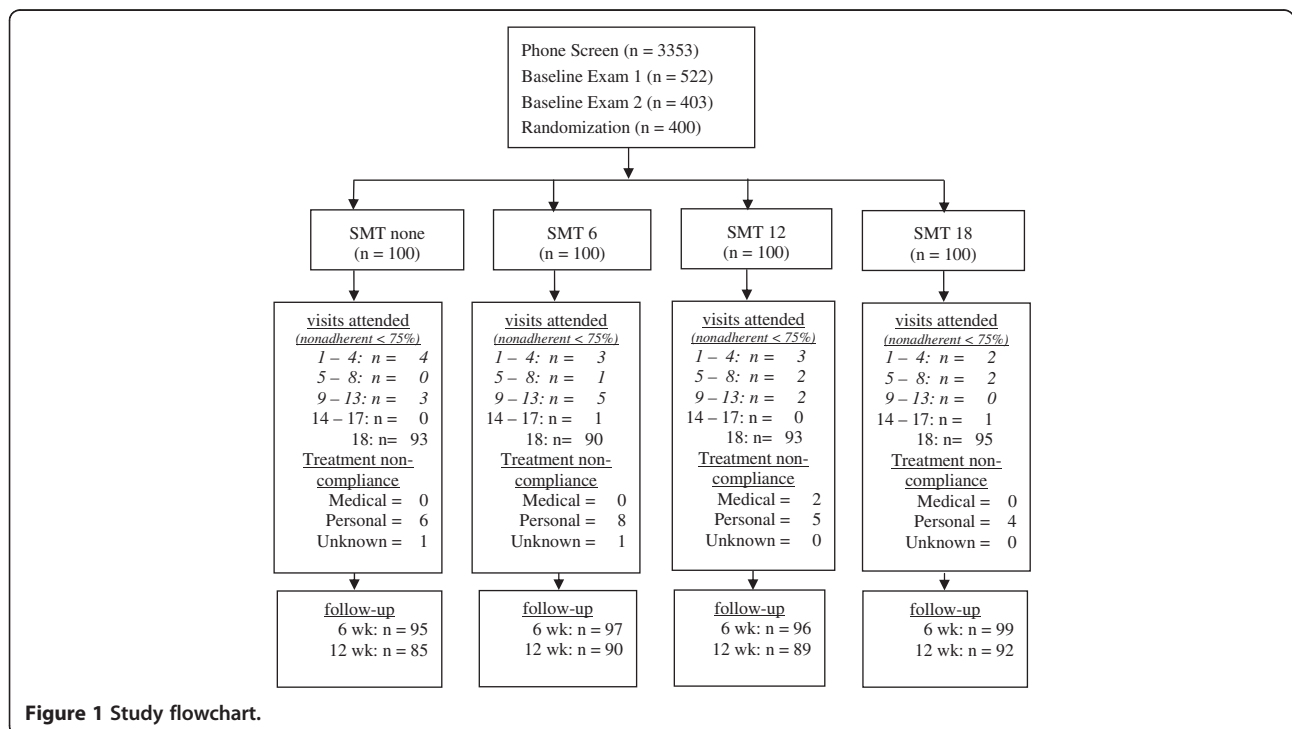 Phone Screen (n = 3353)
Baseline Exam 1 (n = 522)
Baseline Exam 2 (n = 403)
Randomization (n = 400)
SMT none
(n = 100)
SMT 6
(n = 100)
SMT 12
(n = 100)
SMT 18
(n = 100)
visits attended
(nonadherent < 75%)
1 – 4: n = 4
5 – 8: n = 0
9 – 13: n = 3
14 – 17: n = 0
18: n= 93
Treatment non-
compliance
Medical = 0
Personal = 6
Unknown = 1
visits attended
(nonadherent < 75%)
1 – 4: n = 3
5 – 8: n = 1
9 – 13: n = 5
14 – 17: n = 1
18: n= 90
Treatment non-
compliance
Medical = 0
Personal = 8
Unknown = 1
visits attended
(nonadherent < 75%)
1 – 4: n = 3
5 – 8: n = 2
9 – 13: n = 2
14 – 17: n = 0
18: n= 93
Treatment non-
compliance
Medical = 2
Personal = 5
Unknown = 0
visits attended
(nonadherent < 75%)
1 – 4: n = 2
5 – 8: n = 2
9 – 13: n = 0
14 – 17: n = 1
18: n= 95
Treatment non-
compliance
Medical = 0
Personal = 4
Unknown = 0
follow-up
6 wk: n = 95
12 wk: n = 85
follow-up
6 wk: n = 97
12 wk: n = 90
follow-up
6 wk: n = 96
12 wk: n = 89
follow-up
6 wk: n = 99
12 wk: n = 92
Figure 1 Study flowchart.